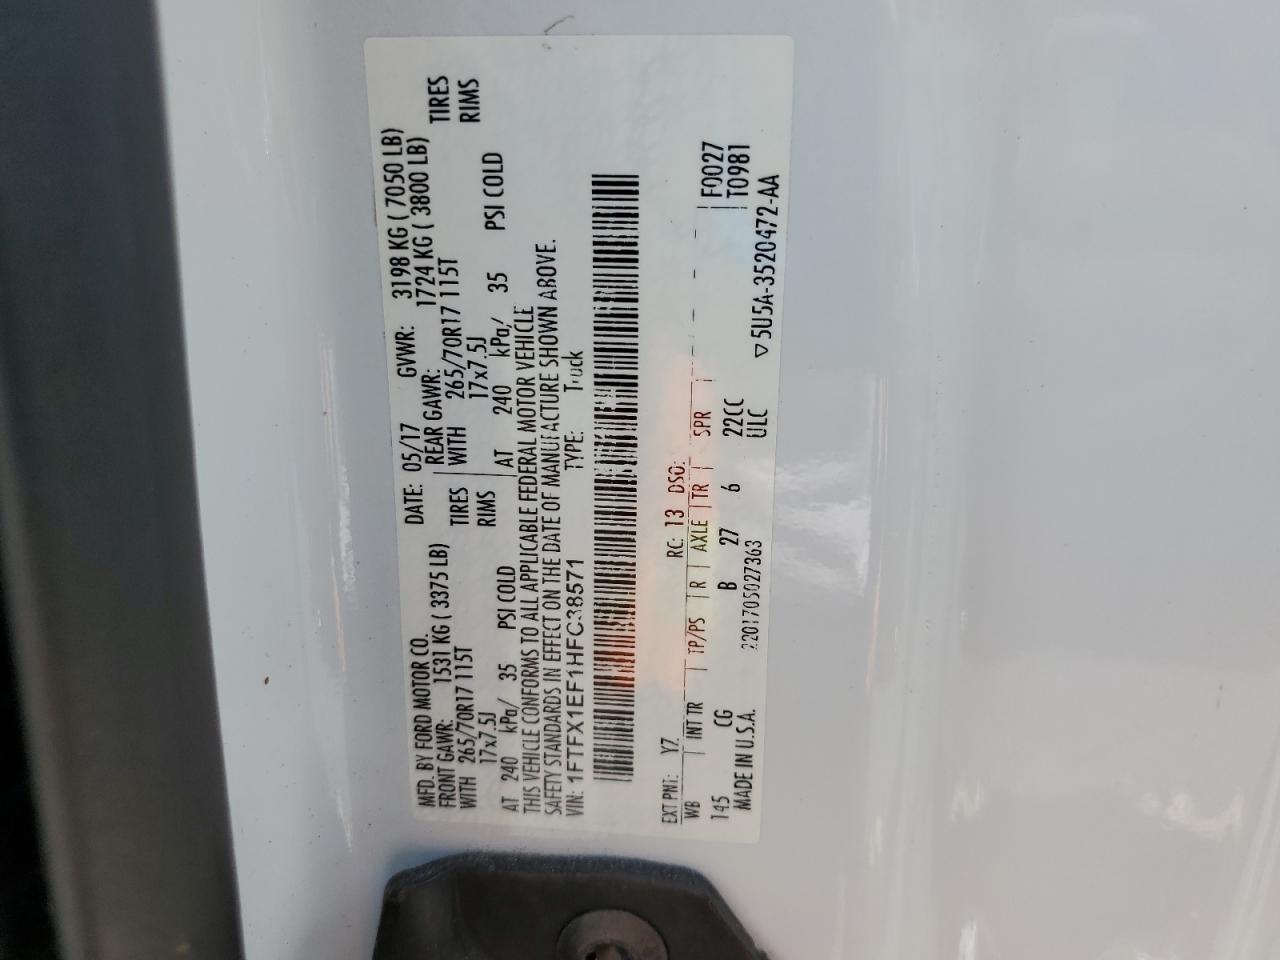 MFD. BY FORD MOTOR CO. DATE: 05/17 GVWR: 3198 KG ( 7050 LB)
FRONT GAWR: 1531 KG ( 3375 LB) REAR GAWR: 1724 KG ( 3800 LB)
WITH 265/70R17 115T TIRES WITH 265/70R17 115T TIRES
17x7.5J RIMS 17x7.5J RIMS
AT 240 kPa/ 35 PSI COLD AT 240 kPa/ 35 PSI COLD
THIS VEHICLE CONFORMS TO ALL APPLICABLE FEDERAL MOTOR VEHICLE
SAFETY STANDARDS IN EFFECT ON THE DATE OF MANUFACTURE SHOWN ABOVE.
VIN: 1FTFX1EF1HFC38571 TYPE: Truck
EXT PNT: YZ RC: 13 DSO:
WB INT TR TP/PS R AXLE TR SPR F0027
145 CG B 27 6 22CC T0981
ULC
MADE IN U.S.A. 2201705027363 ▽5U5A-3520472-AA